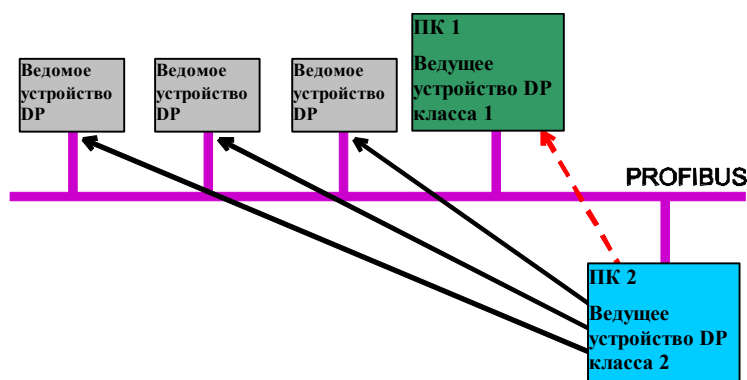 Ведомое
устройство
DP
Ведомое
устройство
DP
Ведомое
устройство
DP
ПК 1
Ведущее
устройство DP
класса 1
PROFIBUS
ПК 2
Ведущее
устройство DP
класса 2